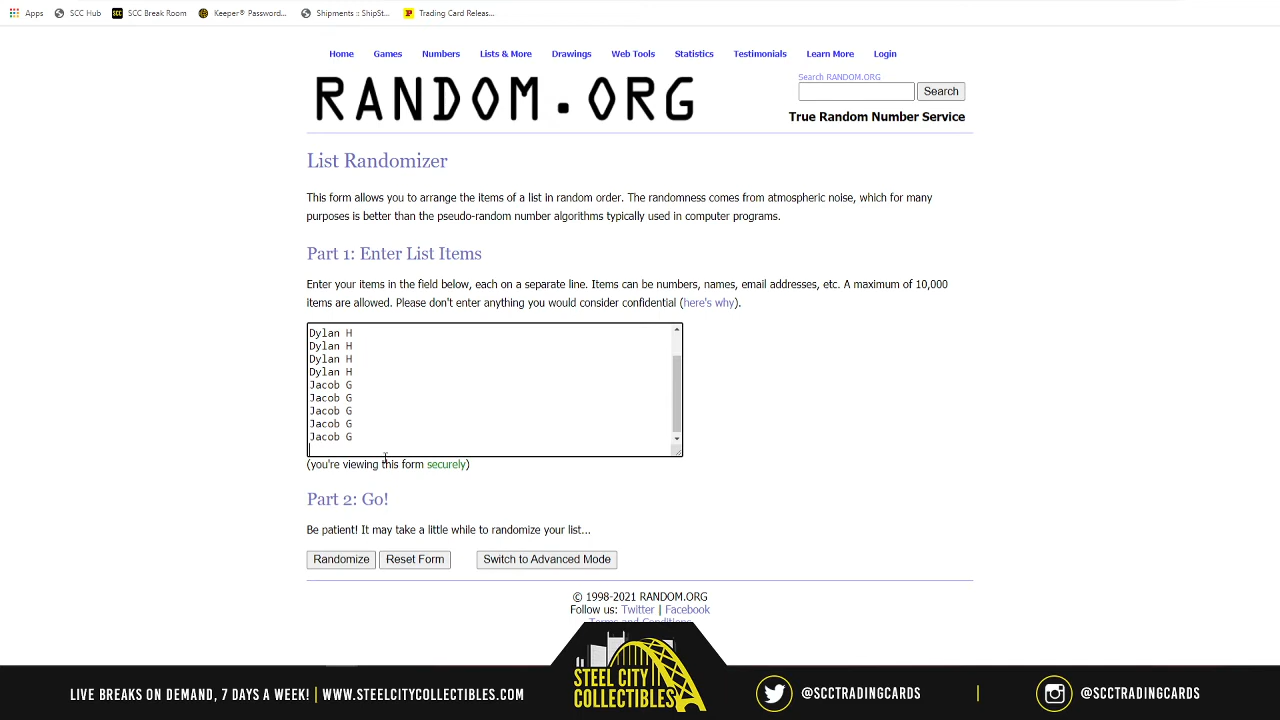 Apps SCC Hub SCC Break Room Keeper® Password... Shipments :: ShipSt... Trading Card Releas...
Home Games Numbers Lists & More Drawings Web Tools Statistics Testimonials Learn More Login
RANDOM.ORG
Search RANDOM.ORG
Search
True Random Number Service
List Randomizer
This form allows you to arrange the items of a list in random order. The randomness comes from atmospheric noise, which for many
purposes is better than the pseudo-random number algorithms typically used in computer programs.
Part 1: Enter List Items
Enter your items in the field below, each on a separate line. Items can be numbers, names, email addresses, etc. A maximum of 10,000
items are allowed. Please don't enter anything you would consider confidential (here's why).
Dylan H
Dylan H
Dylan H
Dylan H
Jacob G
Jacob G
Jacob G
Jacob G
Jacob G
(you're viewing this form securely)
Part 2: Go!
Be patient! It may take a little while to randomize your list...
Randomize Reset Form Switch to Advanced Mode
© 1998-2021 RANDOM.ORG
Follow us: Twitter | Facebook
Terms and Conditions
LIVE BREAKS ON DEMAND, 7 DAYS A WEEK! | WWW.STEELCITYCOLLECTIBLES.COM
STEEL CITY
COLLECTIBLES
@SCCTRADINGCARDS | @SCCTRADINGCARDS